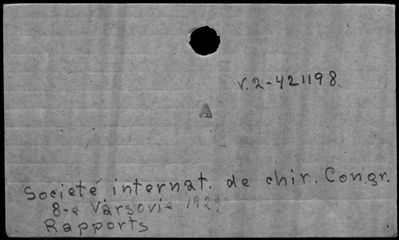 V.2-421198
A
Société internat. de chir. Congr.
8-e Varsovie 1929.
Rapports